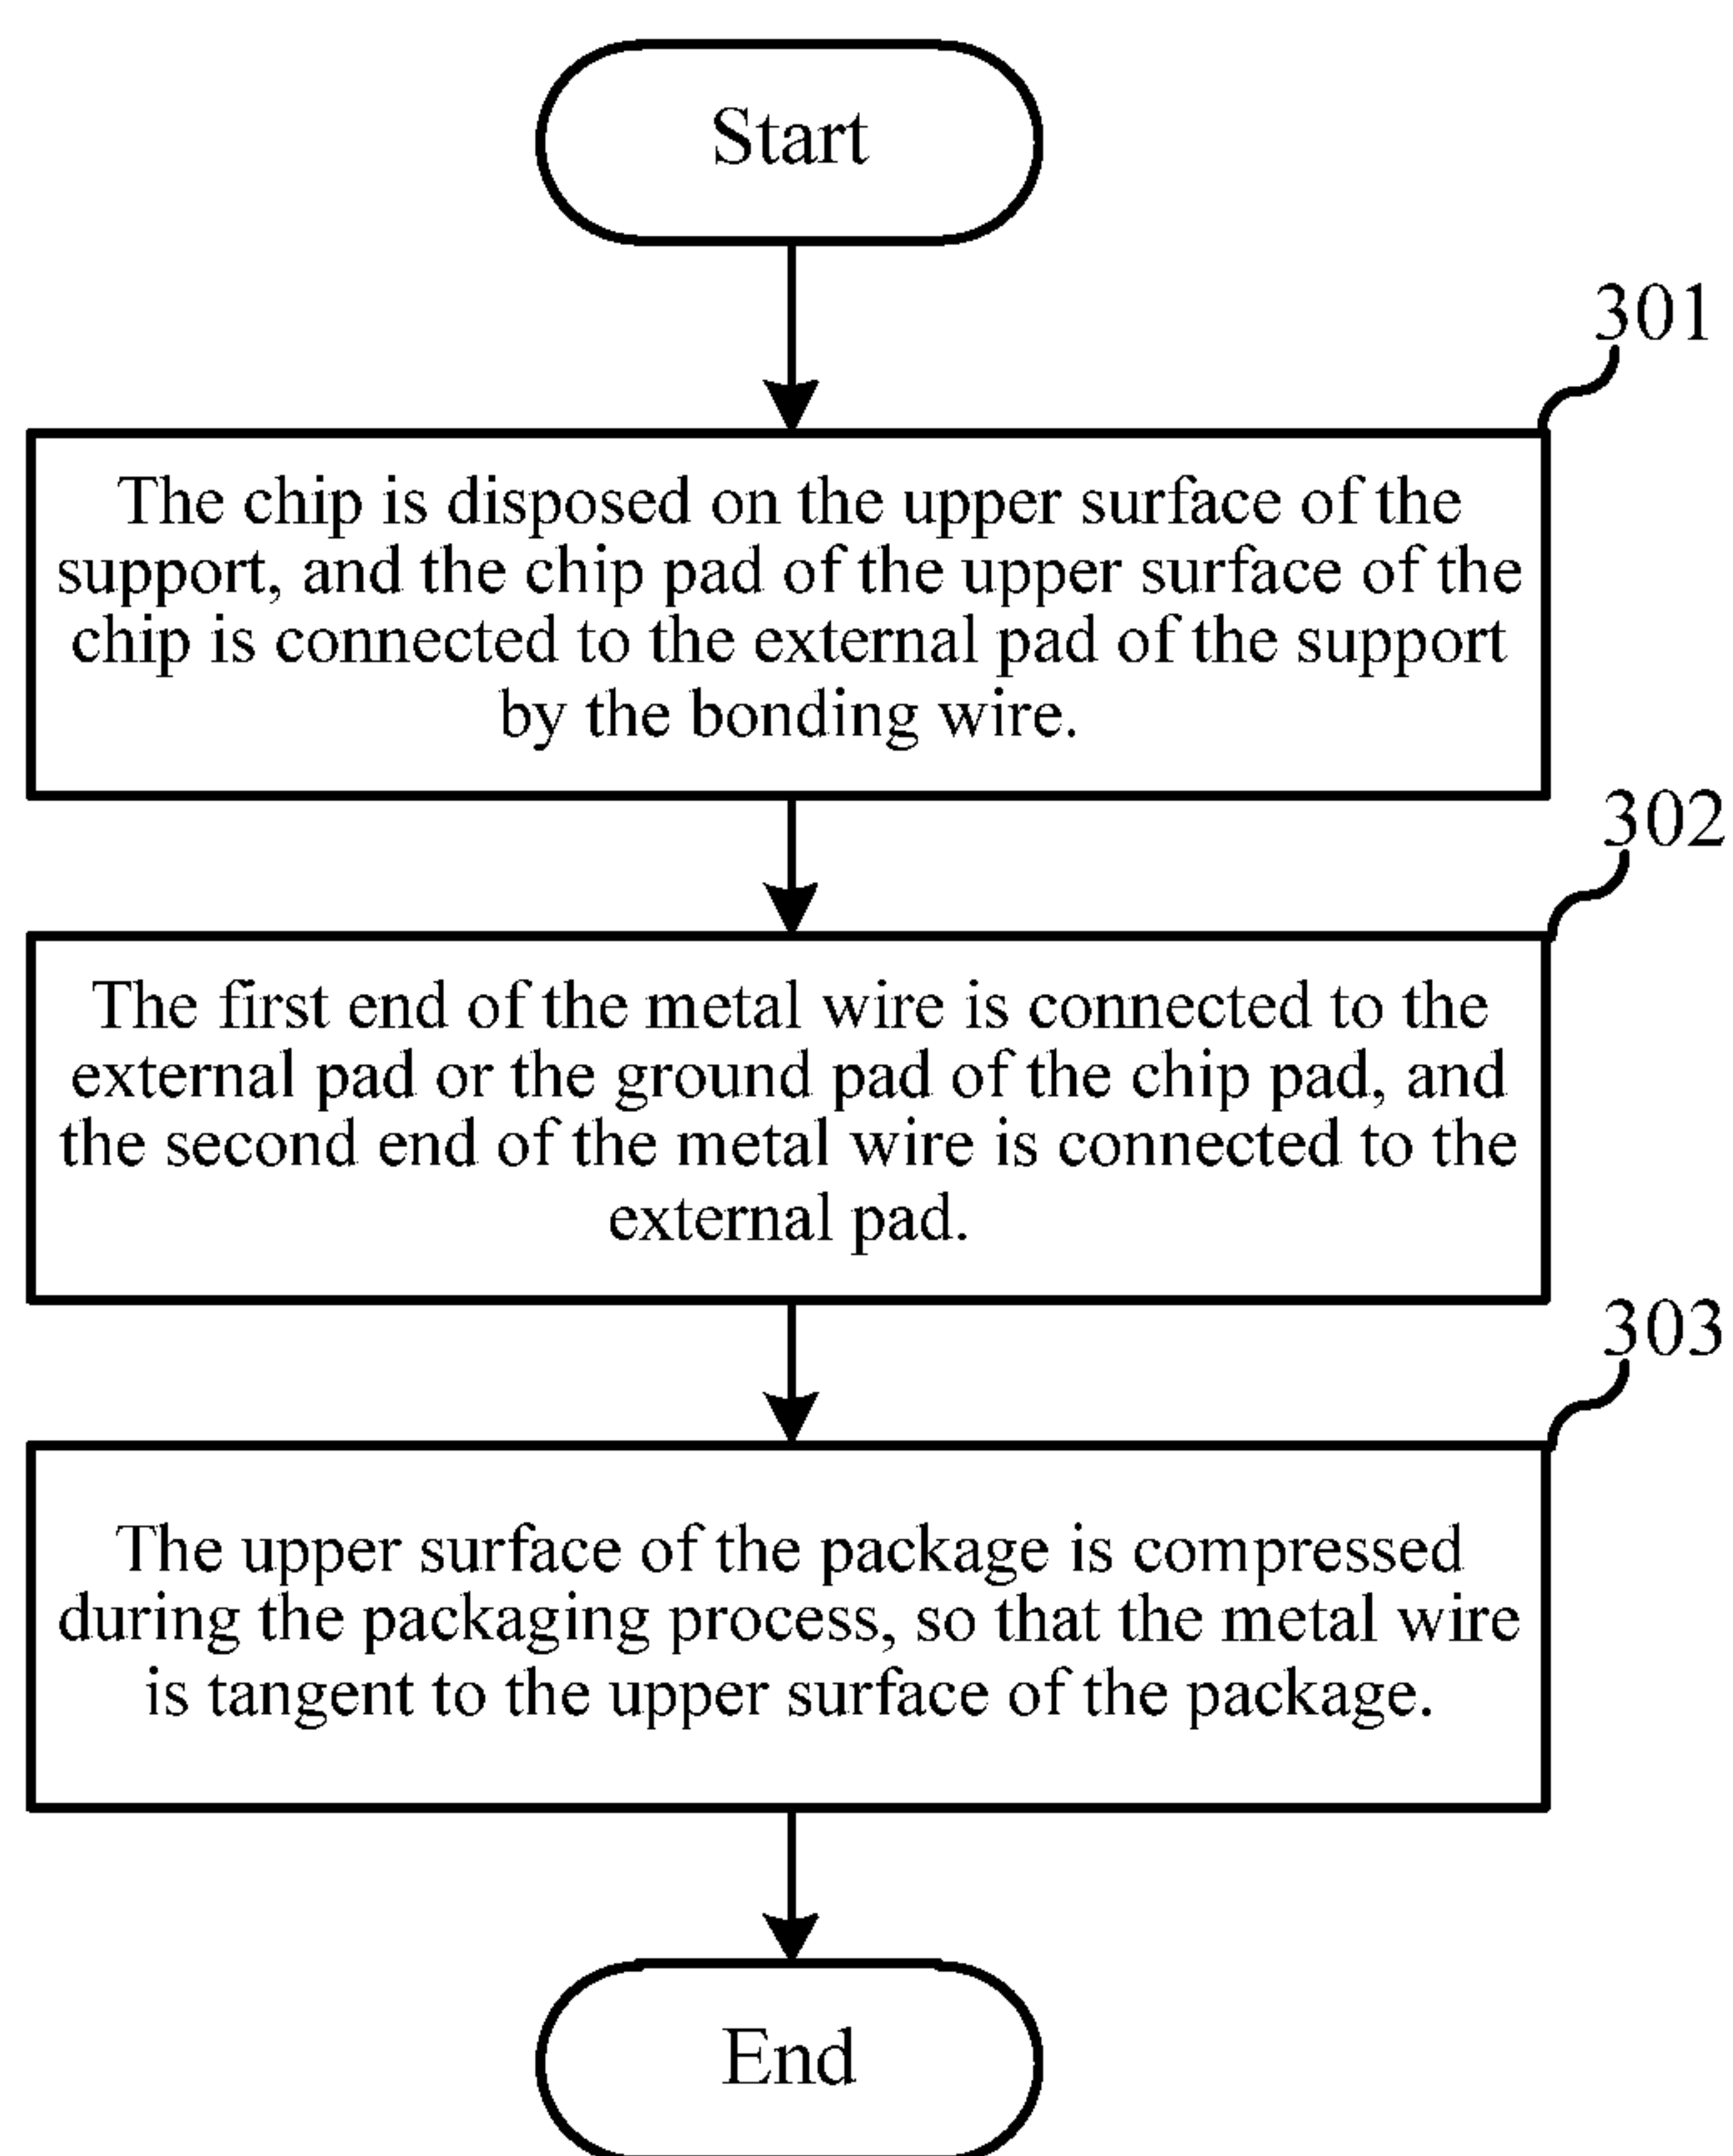 Start
301
The chip is disposed on the upper surface of the
support, and the chip pad of the upper surface of the
chip is connected to the external pad of the support
by the bonding wire.
302
The first end of the metal wire is connected to the
external pad or the ground pad of the chip pad, and
the second end of the metal wire is connected to the
external pad.
303
The upper surface of the package is compressed
during the packaging process, so that the metal wire
is tangent to the upper surface of the package.
End